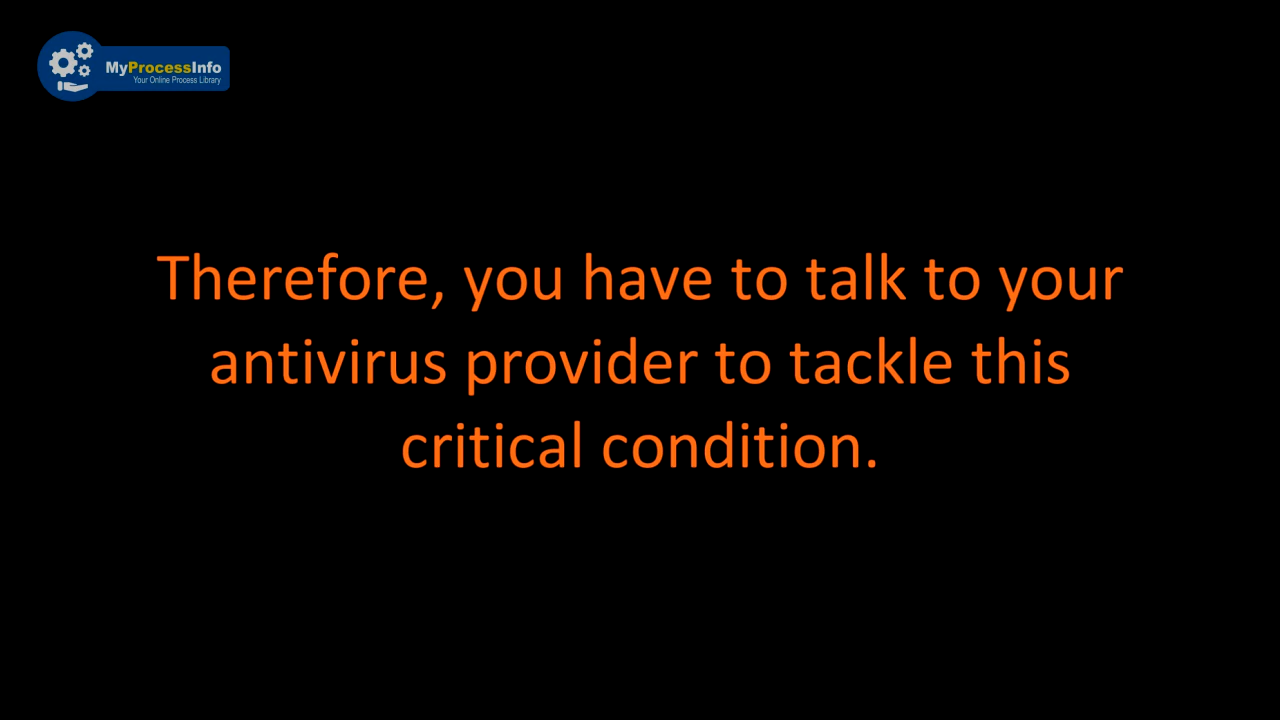 MyProcessInfo
Your Online Process Library
Therefore, you have to talk to your
antivirus provider to tackle this
critical condition.